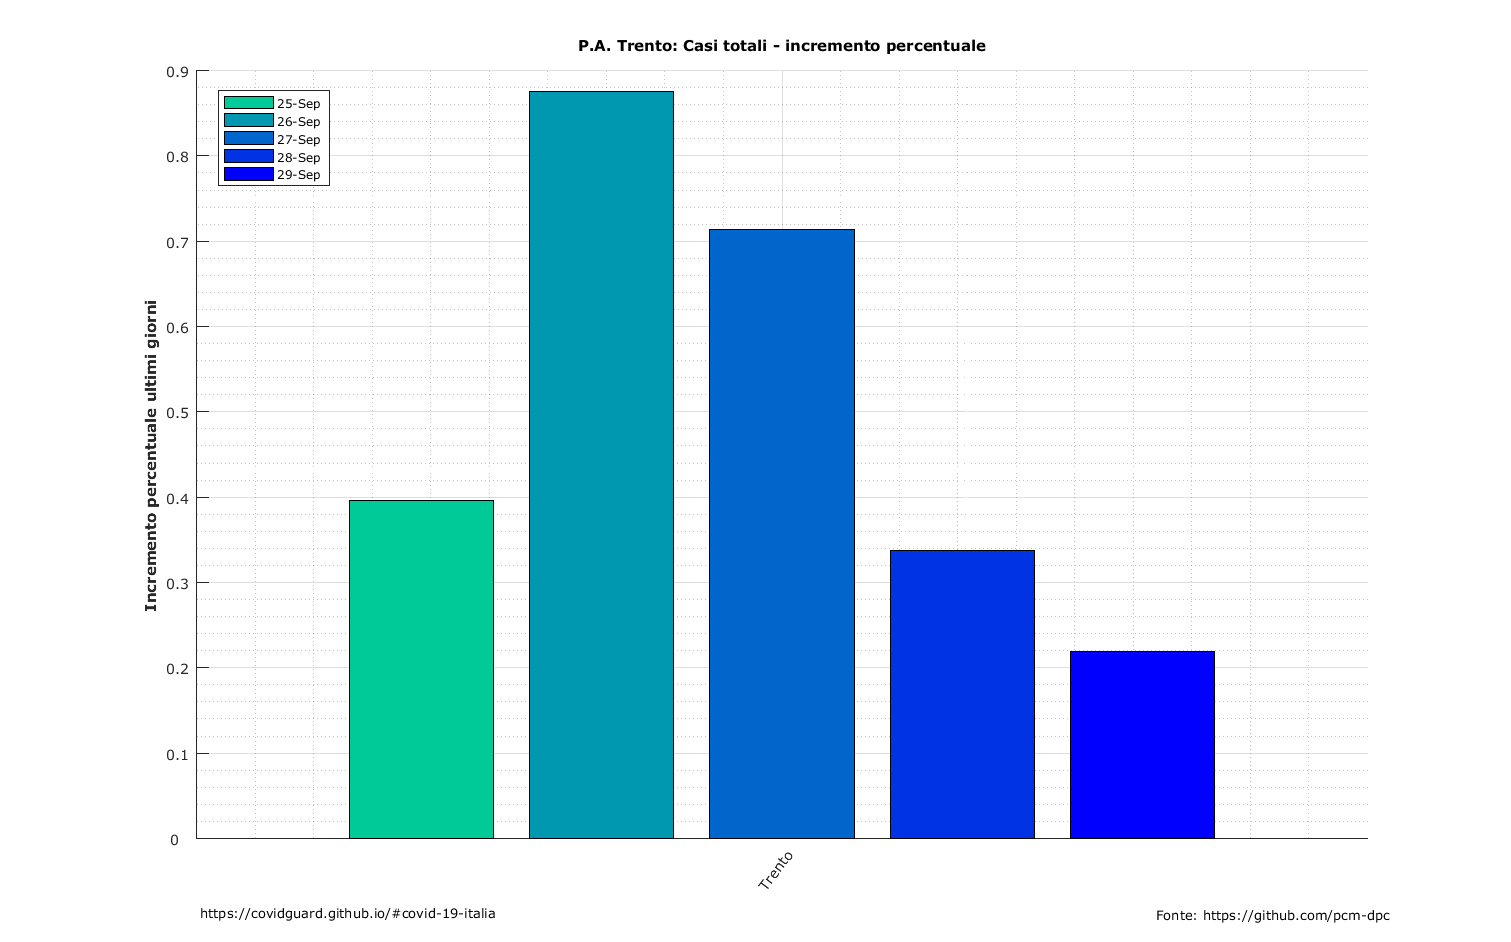 P.A. Trento: Casi totali - incremento percentuale
Incremento percentuale ultimi giorni
0.9
0.8
0.7
0.6
0.5
0.4
0.3
0.2
0.1
0
25-Sep
26-Sep
27-Sep
28-Sep
29-Sep
Trento
https://covidguard.github.io/#covid-19-italia
Fonte: https://github.com/pcm-dpc